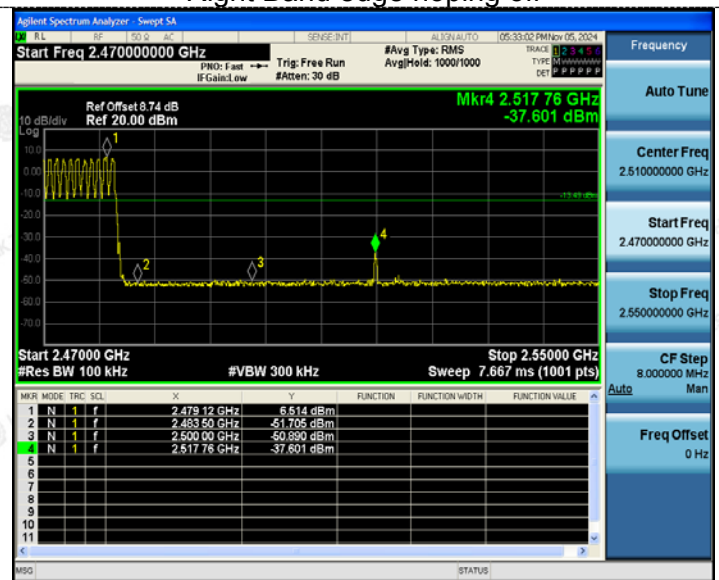 Right Band edge hoping off
Agilent Spectrum Analyzer - Swept SA
RL RF 50 Ω AC SENSE:INT ALIGNAUTO 05:33:02 PM Nov 05, 2024
Start Freq 2.470000000 GHz
PNO: Fast
IFGain:Low
Trig: Free Run
#Atten: 30 dB
#Avg Type: RMS
Avg|Hold: 1000/1000
TRACE 1 2 3 4 5 6
TYPE M
DET P P P P P P
Mkr4 2.517 76 GHz
-37.601 dBm
Ref Offset 8.74 dB
10 dB/div Ref 20.00 dBm
Log
10.0
0.00
-10.0
-20.0
-30.0
-40.0
-50.0
-60.0
-70.0
1
2
3
4
-13.49 dBm
Start 2.47000 GHz Stop 2.55000 GHz
#Res BW 100 kHz #VBW 300 kHz Sweep 7.667 ms (1001 pts)
MKR MODE TRC SCL X Y FUNCTION FUNCTION WIDTH FUNCTION VALUE
1 N 1 f 2.479 12 GHz 6.514 dBm
2 N 1 f 2.483 50 GHz -51.705 dBm
3 N 1 f 2.500 00 GHz -50.890 dBm
4 N 1 f 2.517 76 GHz -37.601 dBm
5
6
7
8
9
10
11
MSG STATUS
Frequency
Auto Tune
Center Freq
2.510000000 GHz
Start Freq
2.470000000 GHz
Stop Freq
2.550000000 GHz
CF Step
8.000000 MHz
Auto Man
Freq Offset
0 Hz